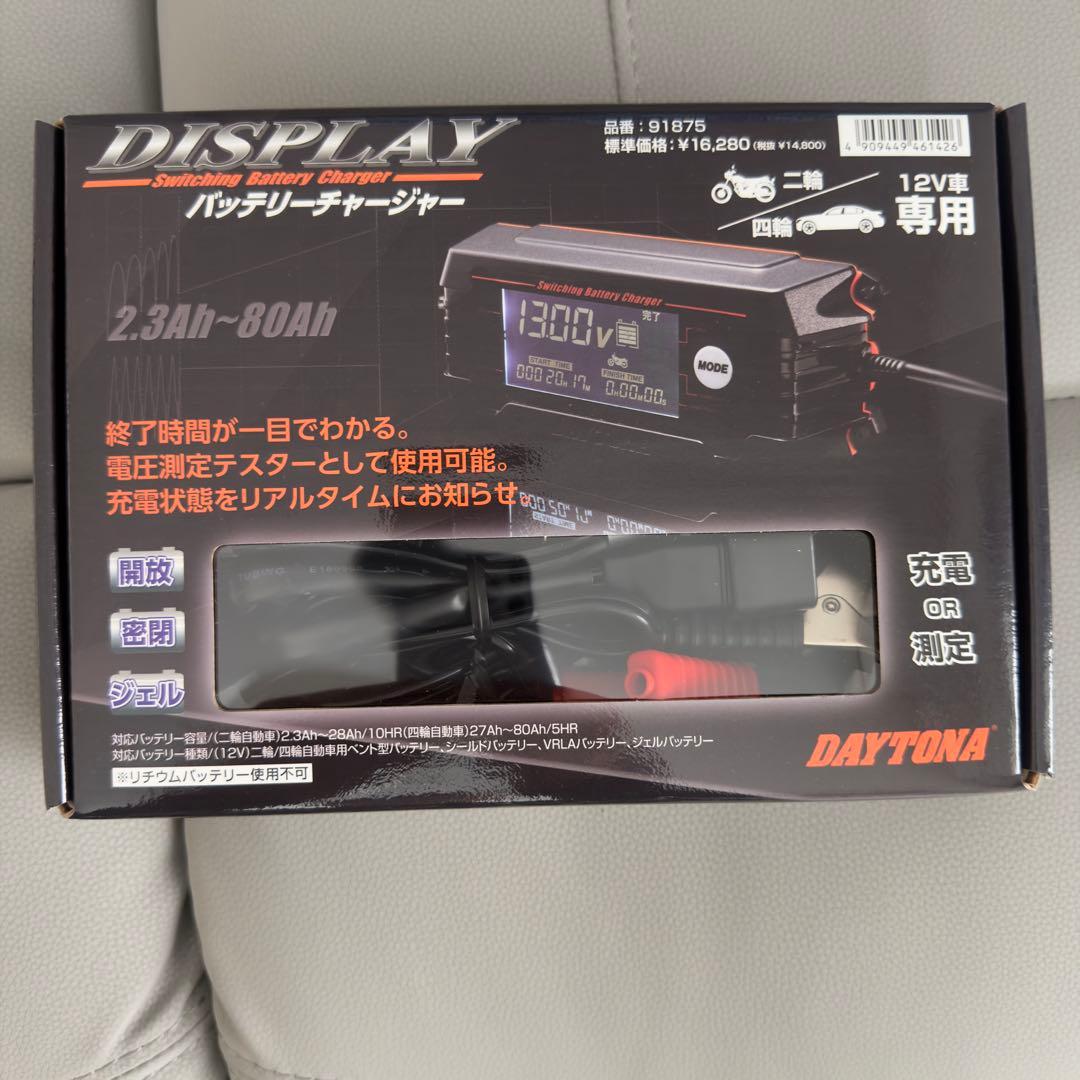 DISPLAY
Switching Battery Charger
バッテリーチャージャー
品番：91875
標準価格：¥16,280（税抜 ¥14,800）
4 909449 461426
二輪
四輪
12V車
専用
2.3Ah~80Ah
Switching Battery Charger
13.00V
完了
START TIME
FINISH TIME
000 20H 17M
0H00M00S
MODE
終了時間が一目でわかる。
電圧測定テスターとして使用可能。
充電状態をリアルタイムにお知らせ。
開放
密閉
ジェル
充電
OR
測定
対応バッテリー容量/(二輪自動車)2.3Ah~28Ah/10HR(四輪自動車)27Ah~80Ah/5HR
対応バッテリー種類/(12V)二輪/四輪自動車用ベント型バッテリー、シールドバッテリー、VRLAバッテリー、ジェルバッテリー
※リチウムバッテリー使用不可
DAYTONA